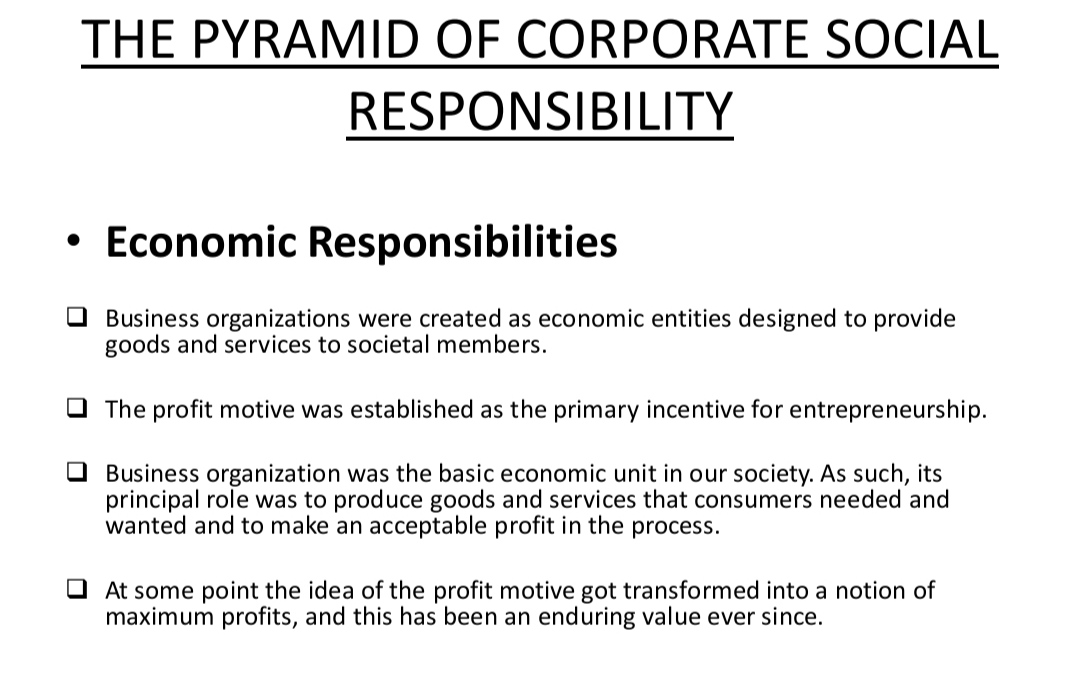 THE PYRAMID OF CORPORATE SOCIAL
RESPONSIBILITY
• Economic Responsibilities
❑ Business organizations were created as economic entities designed to provide
goods and services to societal members.
❑ The profit motive was established as the primary incentive for entrepreneurship.
❑ Business organization was the basic economic unit in our society. As such, its
principal role was to produce goods and services that consumers needed and
wanted and to make an acceptable profit in the process.
❑ At some point the idea of the profit motive got transformed into a notion of
maximum profits, and this has been an enduring value ever since.